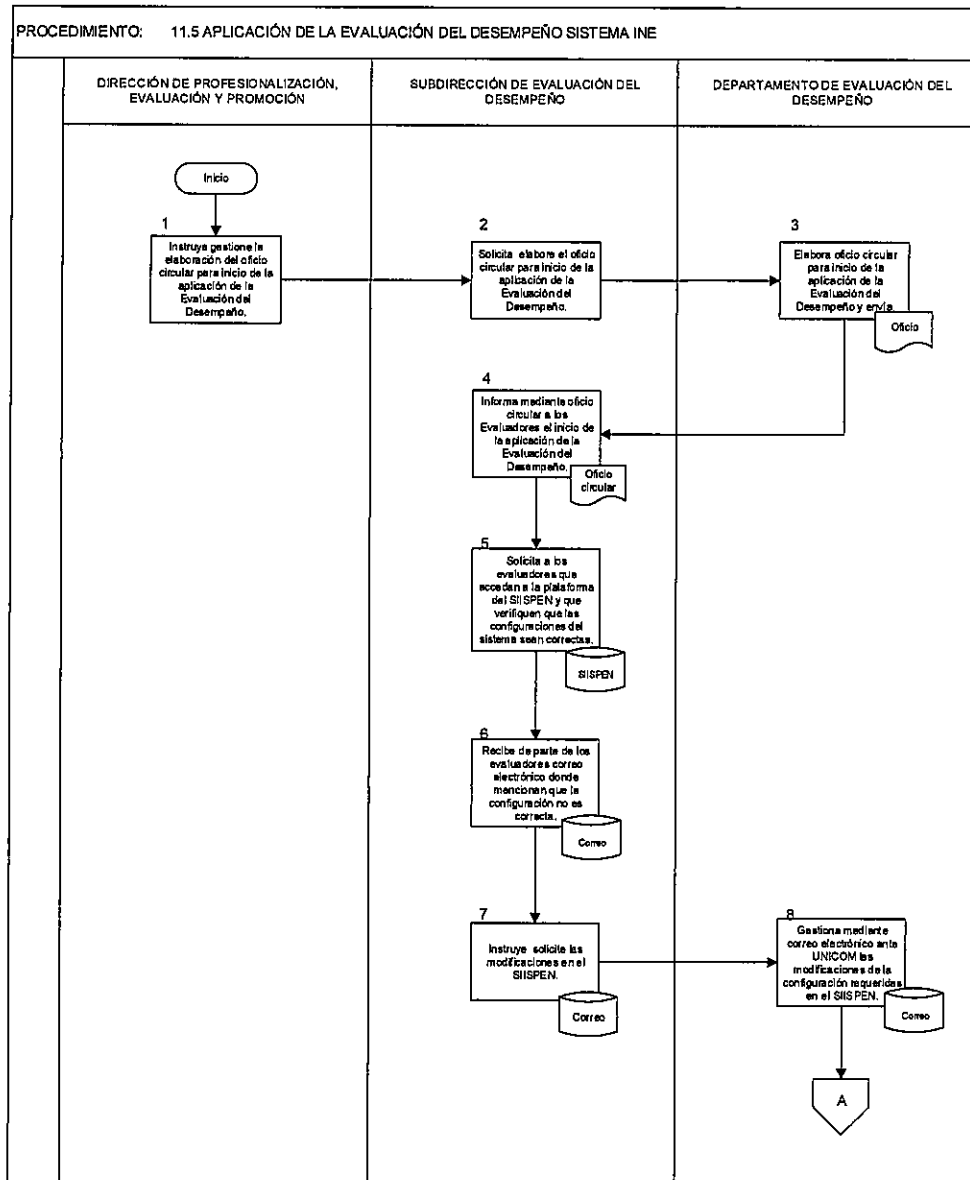 PROCEDIMIENTO: 11.5 APLICACIÓN DE LA EVALUACIÓN DEL DESEMPEÑO SISTEMA INE
DIRECCIÓN DE PROFESIONALIZACIÓN,
EVALUACIÓN Y PROMOCIÓN
SUBDIRECCIÓN DE EVALUACIÓN DEL
DESEMPEÑO
DEPARTAMENTO DE EVALUACIÓN DEL
DESEMPEÑO
Inicio
1
Instruye gestione la
elaboración del oficio
circular para inicio de la
aplicación de la
Evaluación del
Desempeño.
2
Solicita elabore el oficio
circular para inicio de la
aplicación de la
Evaluación del
Desempeño.
3
Elabora oficio circular
para inicio de la
aplicación de la
Evaluación del
Desempeño y envía.
Oficio
4
Informa mediante oficio
circular a los
Evaluadores el inicio de
la aplicación de la
Evaluación del
Desempeño.
Oficio
circular
5
Solicita a los
evaluadores que
accedan a la plataforma
del SIISPEN y que
verifiquen que las
configuraciones del
sistema sean correctas.
SIISPEN
6
Recibe de parte de los
evaluadores correo
electrónico donde
mencionan que la
configuración no es
correcta.
Correo
7
Instruye solicite las
modificaciones en el
SIISPEN.
Correo
8
Gestiona mediante
correo electrónico ante
UNICOM las
modificaciones de la
configuración requeridas
en el SIISPEN.
Correo
A